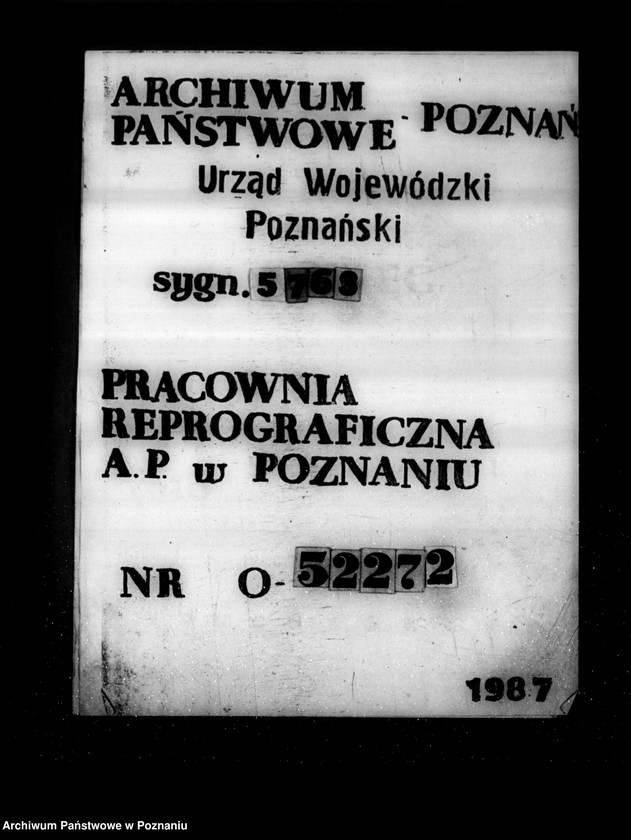 ARCHIWUM
PAŃSTWOWE - POZNAŃ
Urząd Wojewódzki
Poznański
sygn. 5763
PRACOWNIA
REPROGRAFICZNA
A.P. w POZNANIU
NR O-52272
1987
Archiwum Państwowe w Poznaniu